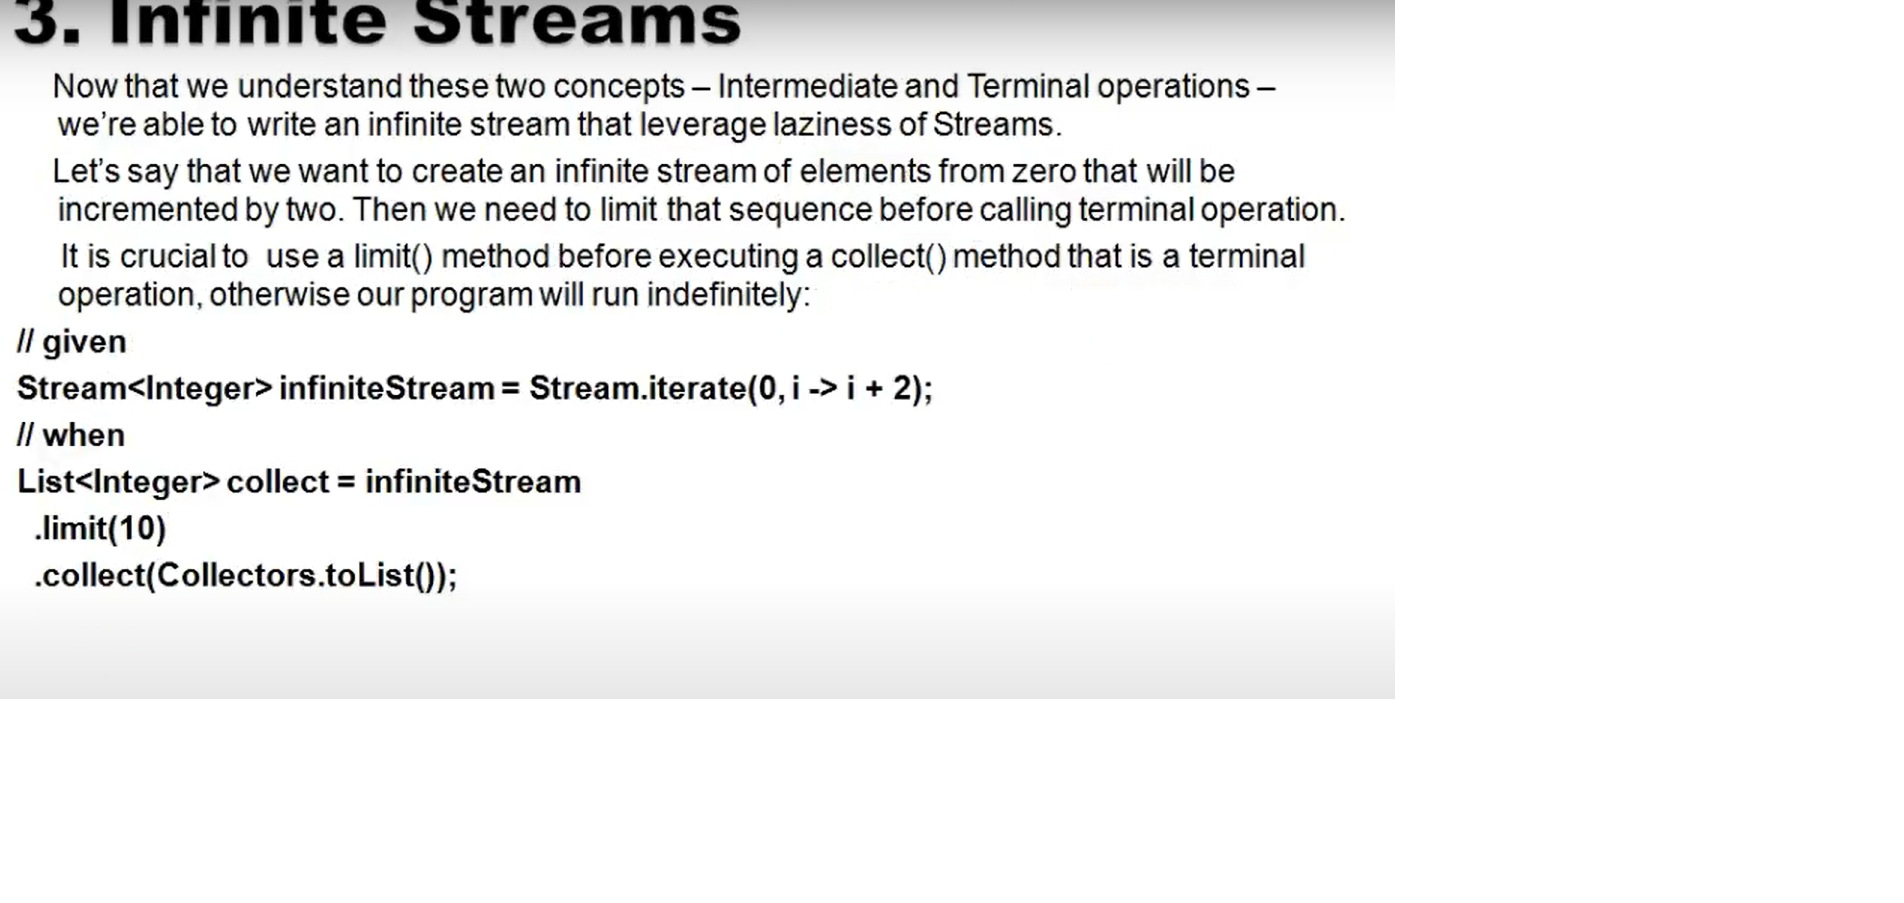 3. Infinite Streams
Now that we understand these two concepts – Intermediate and Terminal operations –
we’re able to write an infinite stream that leverage laziness of Streams.
Let’s say that we want to create an infinite stream of elements from zero that will be
incremented by two. Then we need to limit that sequence before calling terminal operation.
It is crucial to use a limit() method before executing a collect() method that is a terminal
operation, otherwise our program will run indefinitely:
// given
Stream<Integer> infiniteStream = Stream.iterate(0, i -> i + 2);
// when
List<Integer> collect = infiniteStream
.limit(10)
.collect(Collectors.toList());